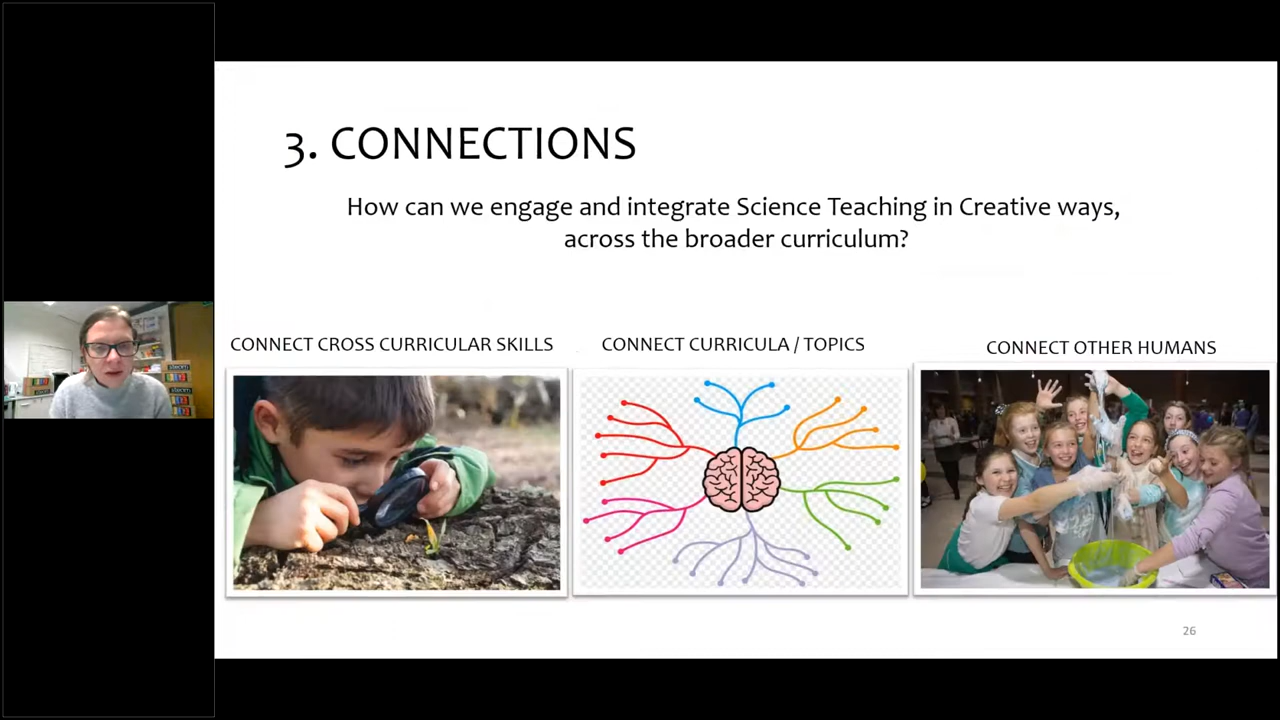 3. CONNECTIONS
How can we engage and integrate Science Teaching in Creative ways,
across the broader curriculum?
CONNECT CROSS CURRICULAR SKILLS
CONNECT CURRICULA / TOPICS
CONNECT OTHER HUMANS
26